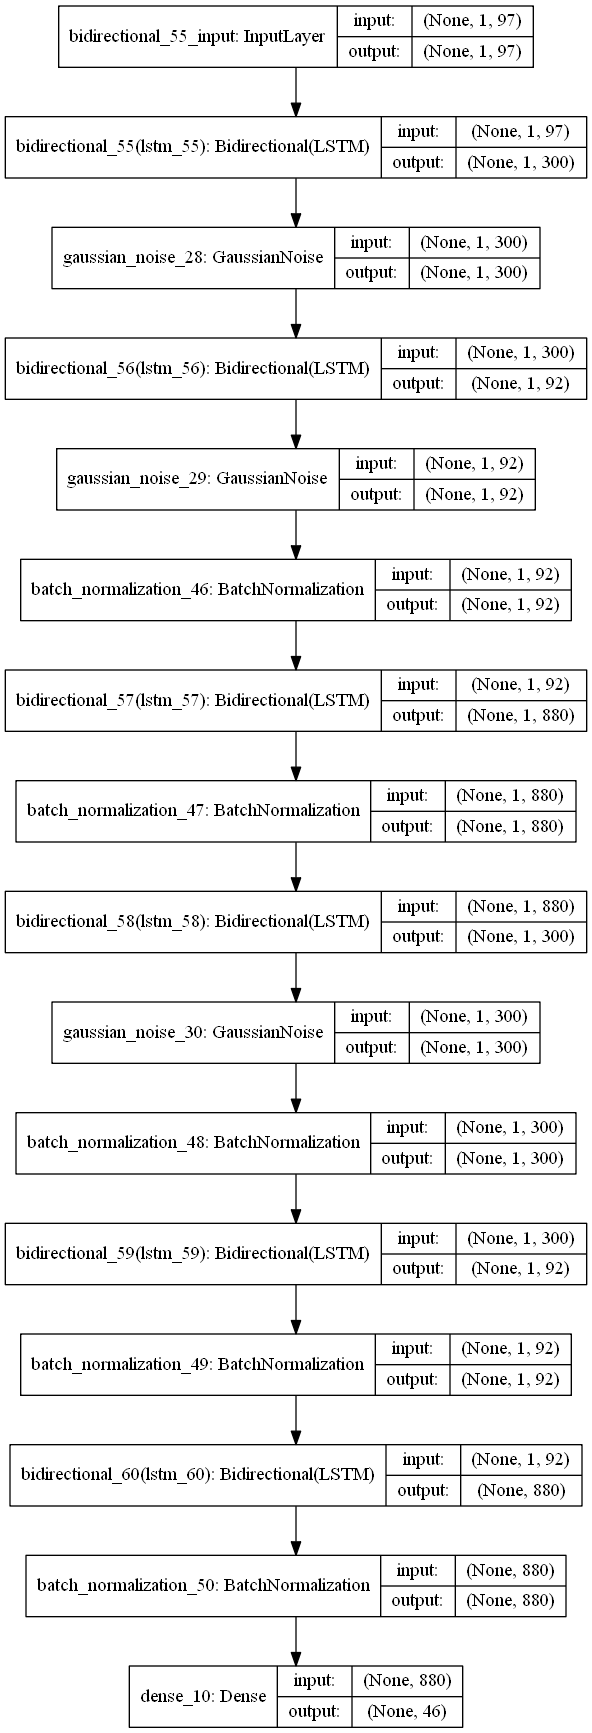 bidirectional_55_input: InputLayer
input: (None, 1, 97)
output: (None, 1, 97)
bidirectional_55(lstm_55): Bidirectional(LSTM)
input: (None, 1, 97)
output: (None, 1, 300)
gaussian_noise_28: GaussianNoise
input: (None, 1, 300)
output: (None, 1, 300)
bidirectional_56(lstm_56): Bidirectional(LSTM)
input: (None, 1, 300)
output: (None, 1, 92)
gaussian_noise_29: GaussianNoise
input: (None, 1, 92)
output: (None, 1, 92)
batch_normalization_46: BatchNormalization
input: (None, 1, 92)
output: (None, 1, 92)
bidirectional_57(lstm_57): Bidirectional(LSTM)
input: (None, 1, 92)
output: (None, 1, 880)
batch_normalization_47: BatchNormalization
input: (None, 1, 880)
output: (None, 1, 880)
bidirectional_58(lstm_58): Bidirectional(LSTM)
input: (None, 1, 880)
output: (None, 1, 300)
gaussian_noise_30: GaussianNoise
input: (None, 1, 300)
output: (None, 1, 300)
batch_normalization_48: BatchNormalization
input: (None, 1, 300)
output: (None, 1, 300)
bidirectional_59(lstm_59): Bidirectional(LSTM)
input: (None, 1, 300)
output: (None, 1, 92)
batch_normalization_49: BatchNormalization
input: (None, 1, 92)
output: (None, 1, 92)
bidirectional_60(lstm_60): Bidirectional(LSTM)
input: (None, 1, 92)
output: (None, 880)
batch_normalization_50: BatchNormalization
input: (None, 880)
output: (None, 880)
dense_10: Dense
input: (None, 880)
output: (None, 46)